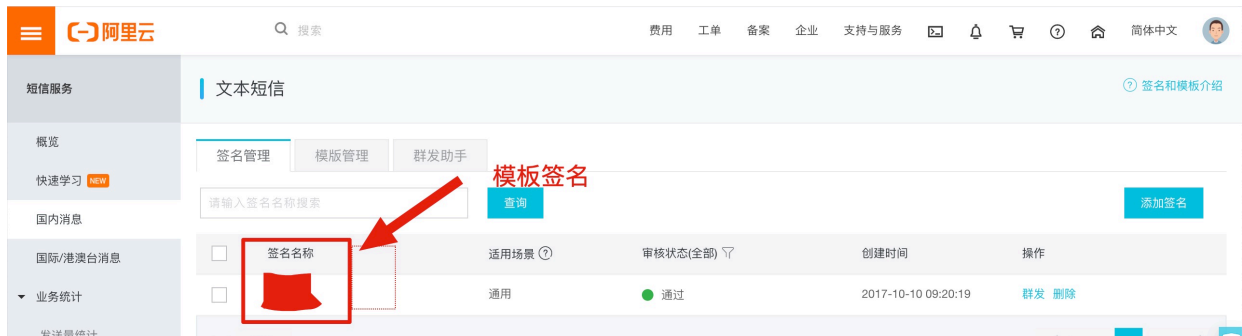 阿里云
搜索
费用 工单 备案 企业 支持与服务 简体中文
短信服务
文本短信
签名和模板介绍
概览
签名管理 模版管理 群发助手
快速学习 NEW
模板签名
请输入签名名称搜索 查询 添加签名
国内消息
国际/港澳台消息
签名名称 适用场景 审核状态(全部) 创建时间 操作
业务统计
通用 通过 2017-10-10 09:20:19 群发 删除
发送量统计